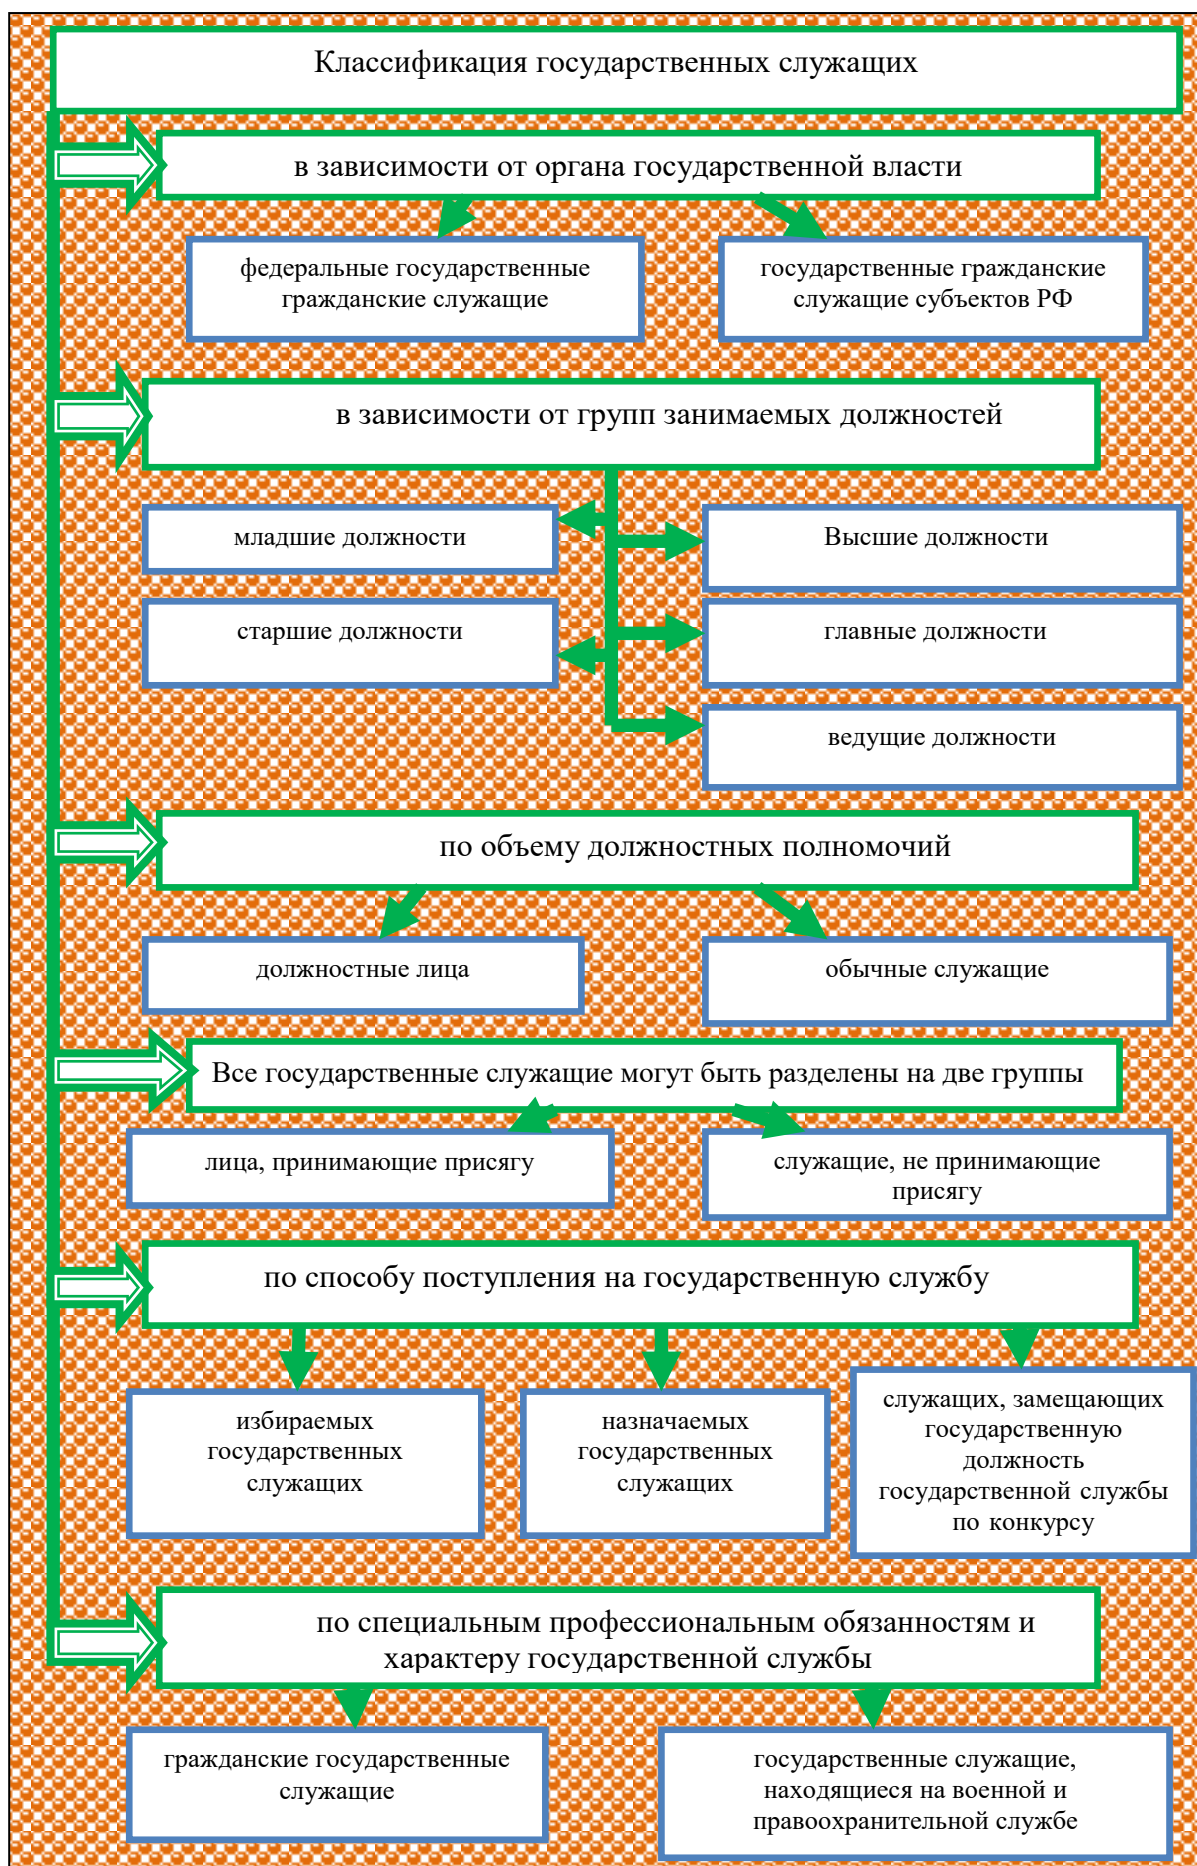 Классификация государственных служащих
в зависимости от органа государственной власти
федеральные государственные
гражданские служащие
государственные гражданские
служащие субъектов РФ
в зависимости от групп занимаемых должностей
младшие должности
Высшие должности
старшие должности
главные должности
ведущие должности
по объему должностных полномочий
должностные лица
обычные служащие
Все государственные служащие могут быть разделены на две группы
лица, принимающие присягу
служащие, не принимающие
присягу
по способу поступления на государственную службу
избираемых
государственных
служащих
назначаемых
государственных
служащих
служащих, замещающих
государственную
должность
государственной службы
по конкурсу
по специальным профессиональным обязанностям и
характеру государственной службы
гражданские государственные
служащие
государственные служащие,
находящиеся на военной и
правоохранительной службе